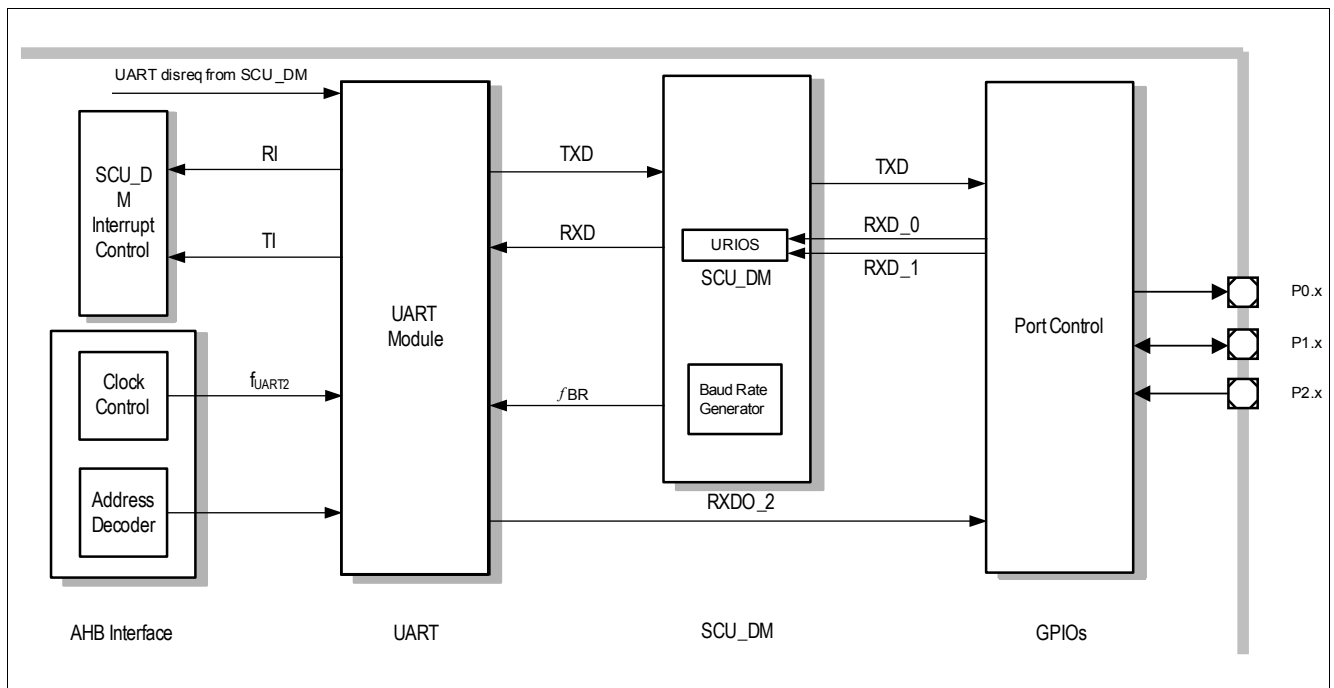 UART disreq from SCU_DM
SCU_D
M
Interrupt
Control
RI
TI
Clock
Control
Address
Decoder
fUART2
UART
Module
TXD
RXD
fBR
RXDO_2
URIOS
SCU_DM
Baud Rate
Generator
TXD
RXD_0
RXD_1
Port Control
P0.x
P1.x
P2.x
AHB Interface
UART
SCU_DM
GPIOs